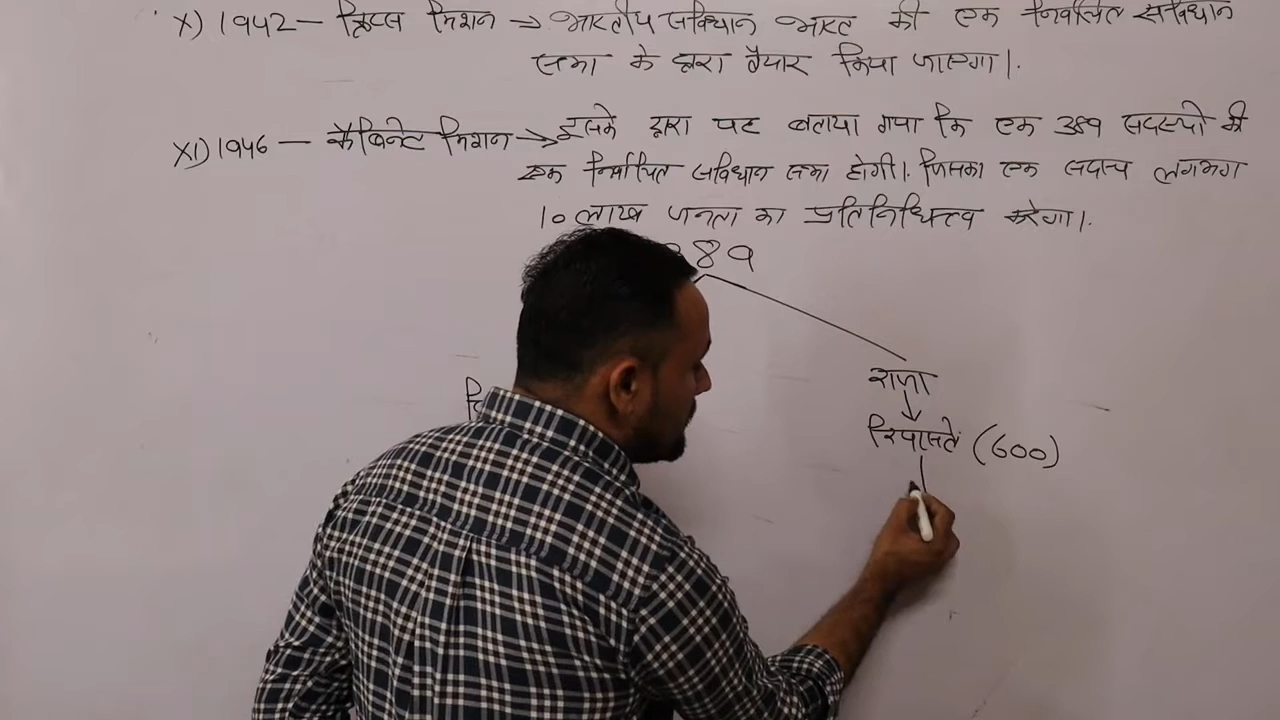 X) 1942 – क्रिप्स मिशन → भारतीय संविधान भारत की एक निर्वाचित संविधान
सभा के द्वारा तैयार किया जाएगा।
XI) 1946 – कैबिनेट मिशन → इसके द्वारा यह बताया गया कि एक 389 सदस्यों की
एक निर्वाचित संविधान सभा होगी। जिसका एक सदस्य लगभग
10 लाख जनता का प्रतिनिधित्व करेगा।
389
राजा
↓
रियासतें (600)